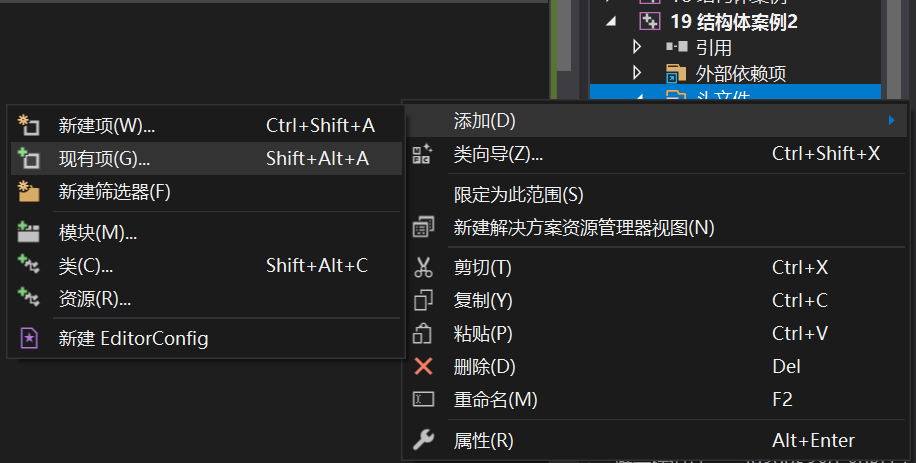 19 结构体案例2
引用
外部依赖项
头文件
新建项(W)... Ctrl+Shift+A
现有项(G)... Shift+Alt+A
新建筛选器(F)
模块(M)...
类(C)... Shift+Alt+C
资源(R)...
新建 EditorConfig
添加(D)
类向导(Z)... Ctrl+Shift+X
限定为此范围(S)
新建解决方案资源管理器视图(N)
剪切(T) Ctrl+X
复制(Y) Ctrl+C
粘贴(P) Ctrl+V
删除(D) Del
重命名(M) F2
属性(R) Alt+Enter